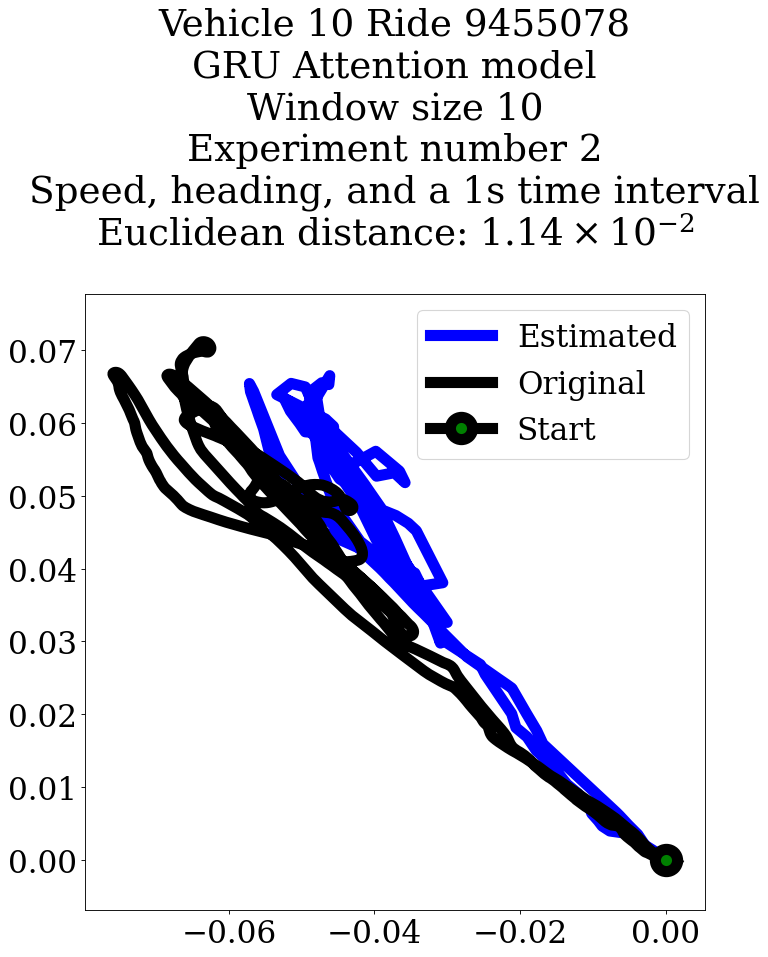 Vehicle 10 Ride 9455078
GRU Attention model
Window size 10
Experiment number 2
Speed, heading, and a 1s time interval
Euclidean distance: 1.14 × 10⁻²
Estimated
Original
Start
0.07
0.06
0.05
0.04
0.03
0.02
0.01
0.00
−0.06
−0.04
−0.02
0.00